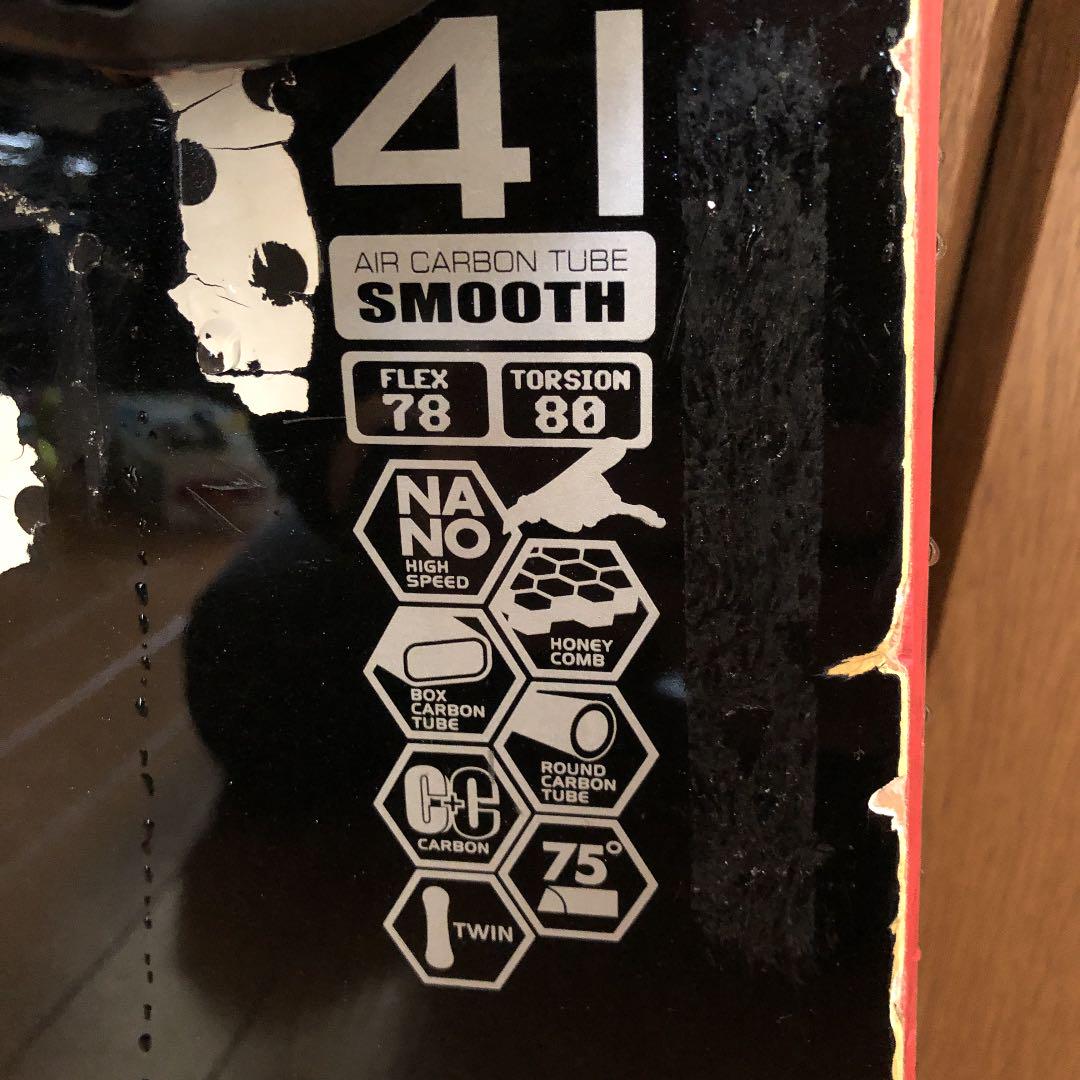 41
AIR CARBON TUBE
SMOOTH
FLEX
78
TORSION
80
NA
NO
HIGH
SPEED
HONEY
COMB
BOX
CARBON
TUBE
ROUND
CARBON
TUBE
C+C
CARBON
75°
TWIN